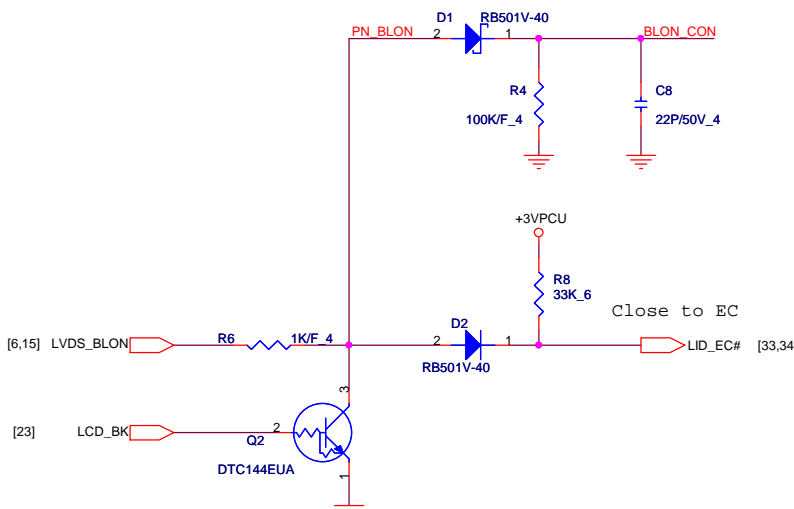 D1 RB501V-40
PN_BLON 2 1 BLON_CON
R4 C8
100K/F_4 22P/50V_4
+3VPCU
R8
33K_6
Close to EC
D2
[6,15] LVDS_BLON R6 1K/F_4 2 1 LID_EC# [33,34
RB501V-40
3
[23] LCD_BK 2
Q2
DTC144EUA
1